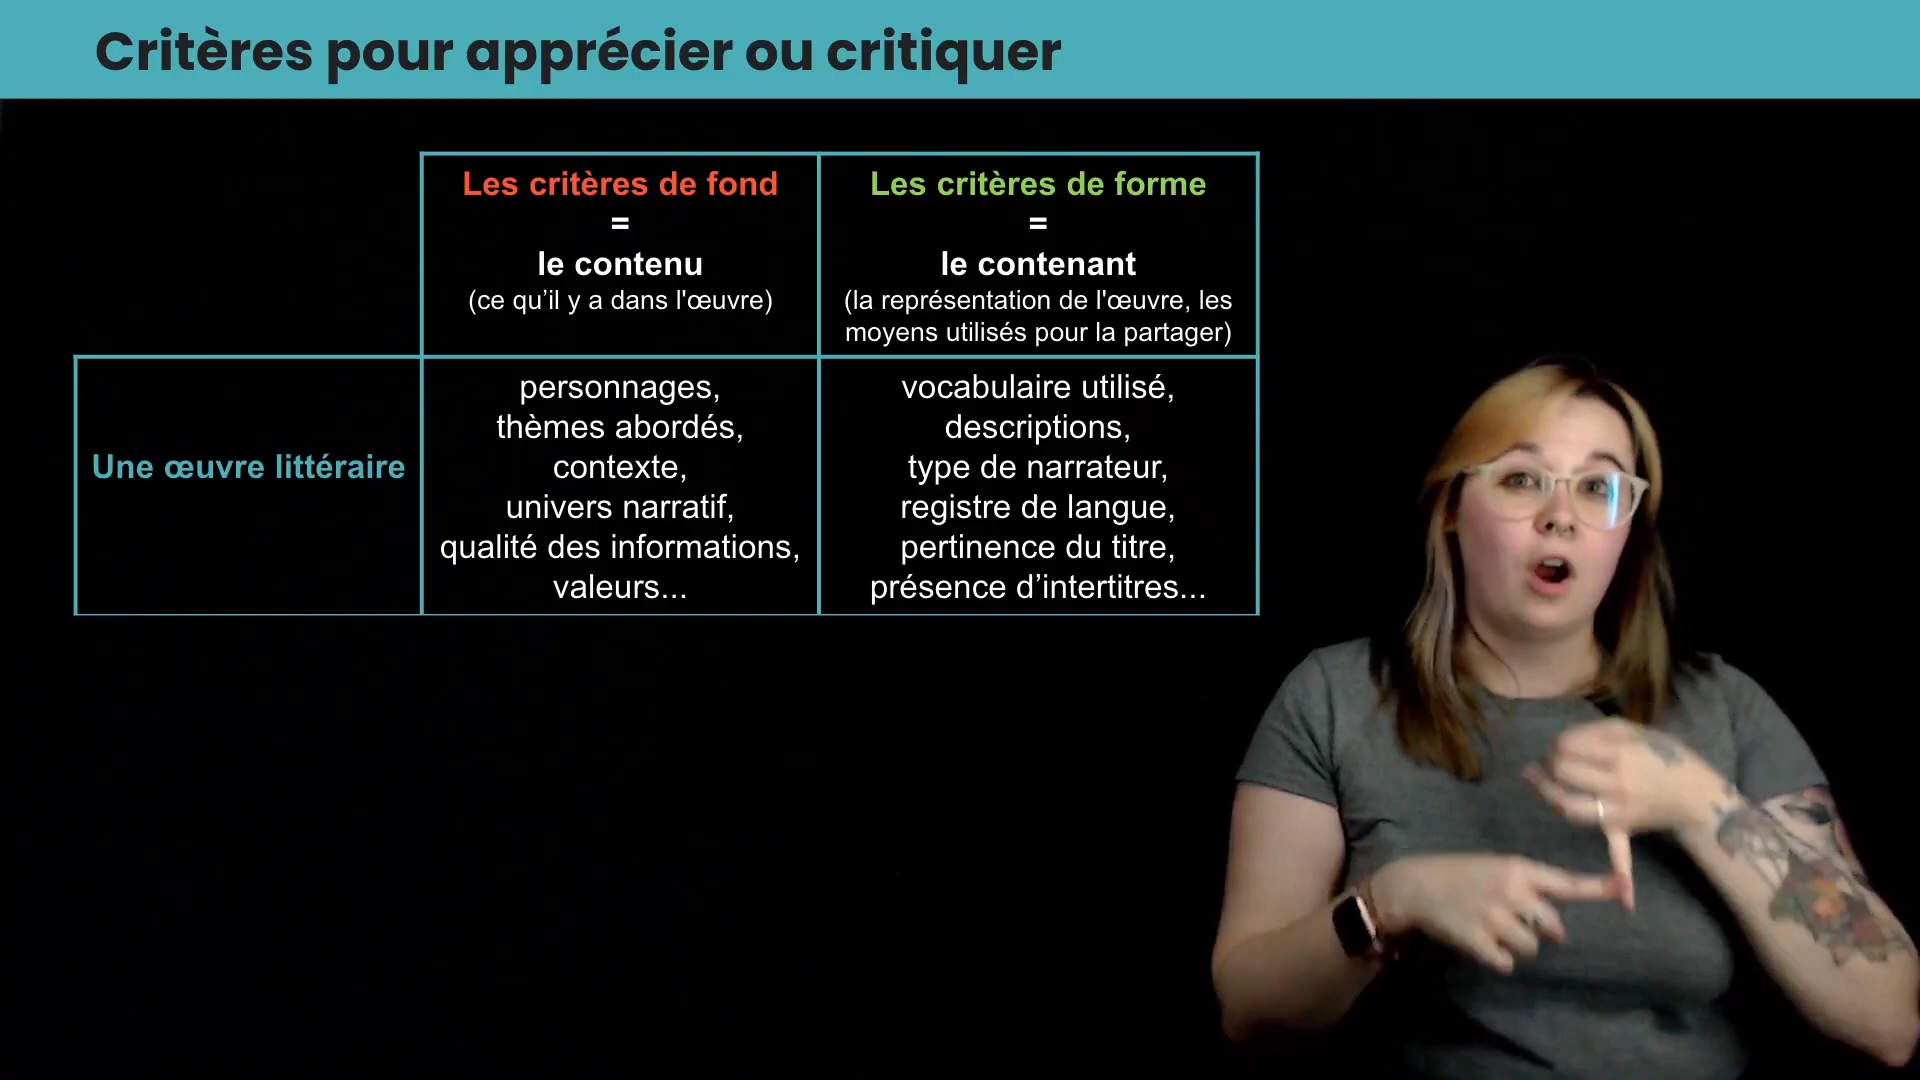 Critères pour apprécier ou critiquer
Les critères de fond
=
le contenu
(ce qu’il y a dans l'œuvre)
Les critères de forme
=
le contenant
(la représentation de l'œuvre, les
moyens utilisés pour la partager)
Une œuvre littéraire
personnages,
thèmes abordés,
contexte,
univers narratif,
qualité des informations,
valeurs...
vocabulaire utilisé,
descriptions,
type de narrateur,
registre de langue,
pertinence du titre,
présence d’intertitres...